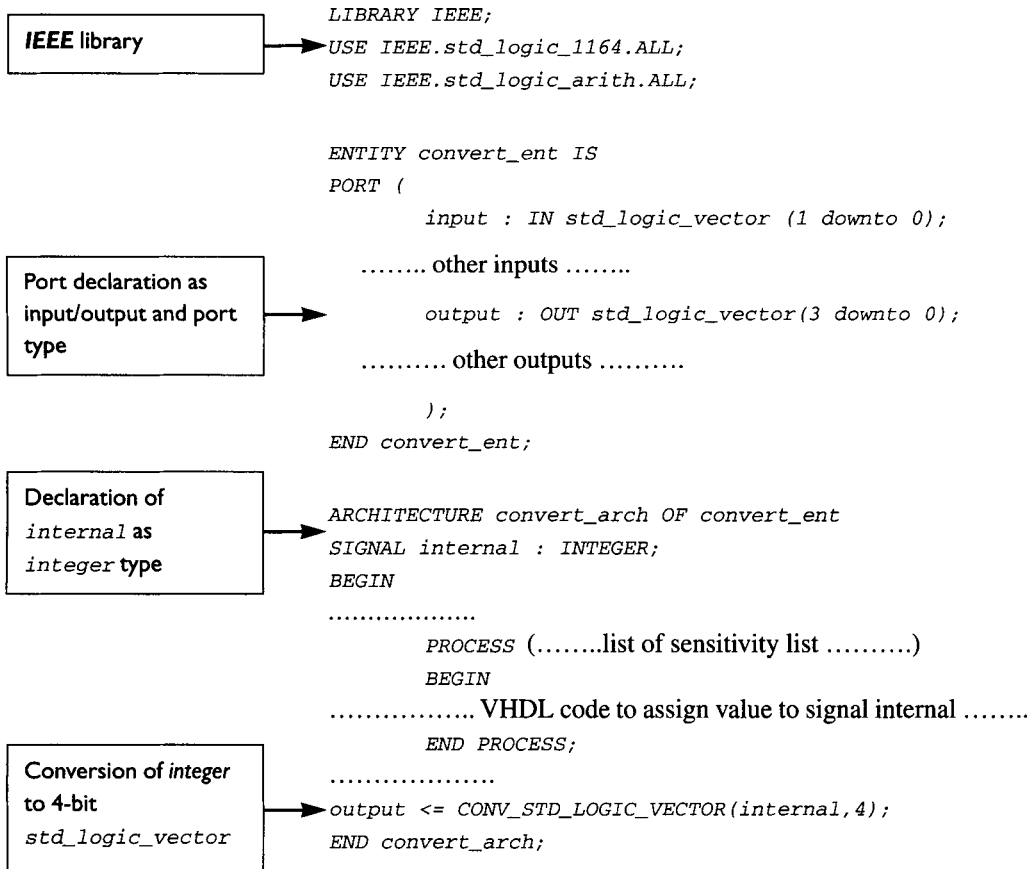 LIBRARY IEEE;
IEEE library
USE IEEE.std_logic_1164.ALL;
USE IEEE.std_logic_arith.ALL;
ENTITY convert_ent IS
PORT (
input : IN std_logic_vector (1 downto 0);
........ other inputs ........
Port declaration as
input/output and port
type
output : OUT std_logic_vector(3 downto 0);
.......... other outputs ..........
);
END convert_ent;
Declaration of
internal as
integer type
ARCHITECTURE convert_arch OF convert_ent
SIGNAL internal : INTEGER;
BEGIN
...................
PROCESS (........list of sensitivity list ..........)
BEGIN
................. VHDL code to assign value to signal internal ........
END PROCESS;
...................
Conversion of integer
to 4-bit
std_logic_vector
output <= CONV_STD_LOGIC_VECTOR(internal,4);
END convert_arch;